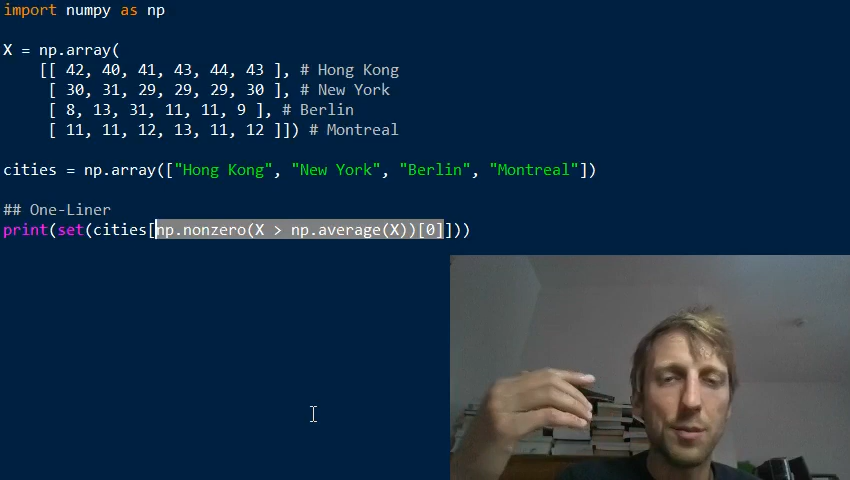 import numpy as np
X = np.array(
[[ 42, 40, 41, 43, 44, 43 ], # Hong Kong
[ 30, 31, 29, 29, 29, 30 ], # New York
[ 8, 13, 31, 11, 11, 9 ], # Berlin
[ 11, 11, 12, 13, 11, 12 ]]) # Montreal
cities = np.array(["Hong Kong", "New York", "Berlin", "Montreal"])
## One-Liner
print(set(cities[np.nonzero(X > np.average(X))[0]]))